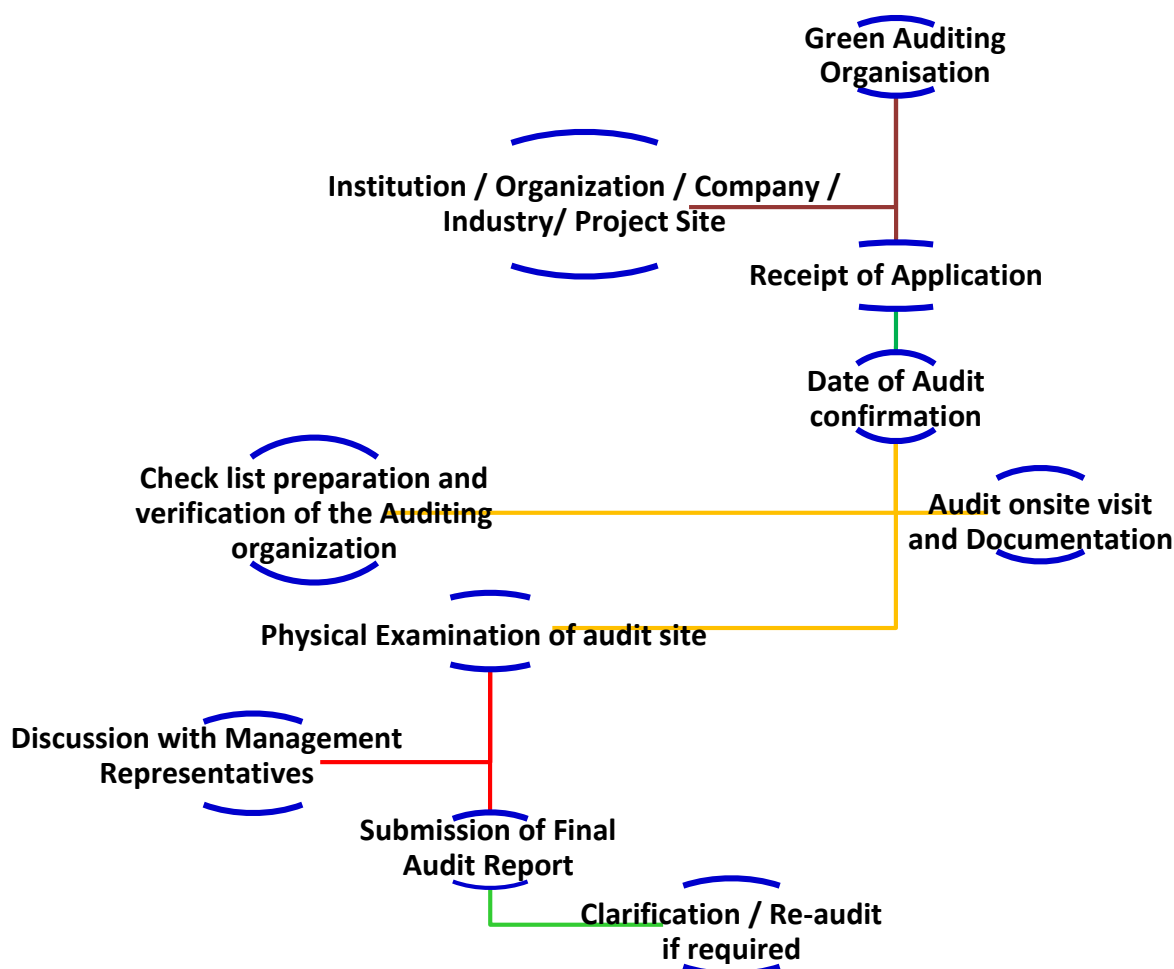 Green Auditing
Organisation
Institution / Organization / Company /
Industry/ Project Site
Receipt of Application
Date of Audit
confirmation
Check list preparation and
verification of the Auditing
organization
Audit onsite visit
and Documentation
Physical Examination of audit site
Discussion with Management
Representatives
Submission of Final
Audit Report
Clarification / Re-audit
if required